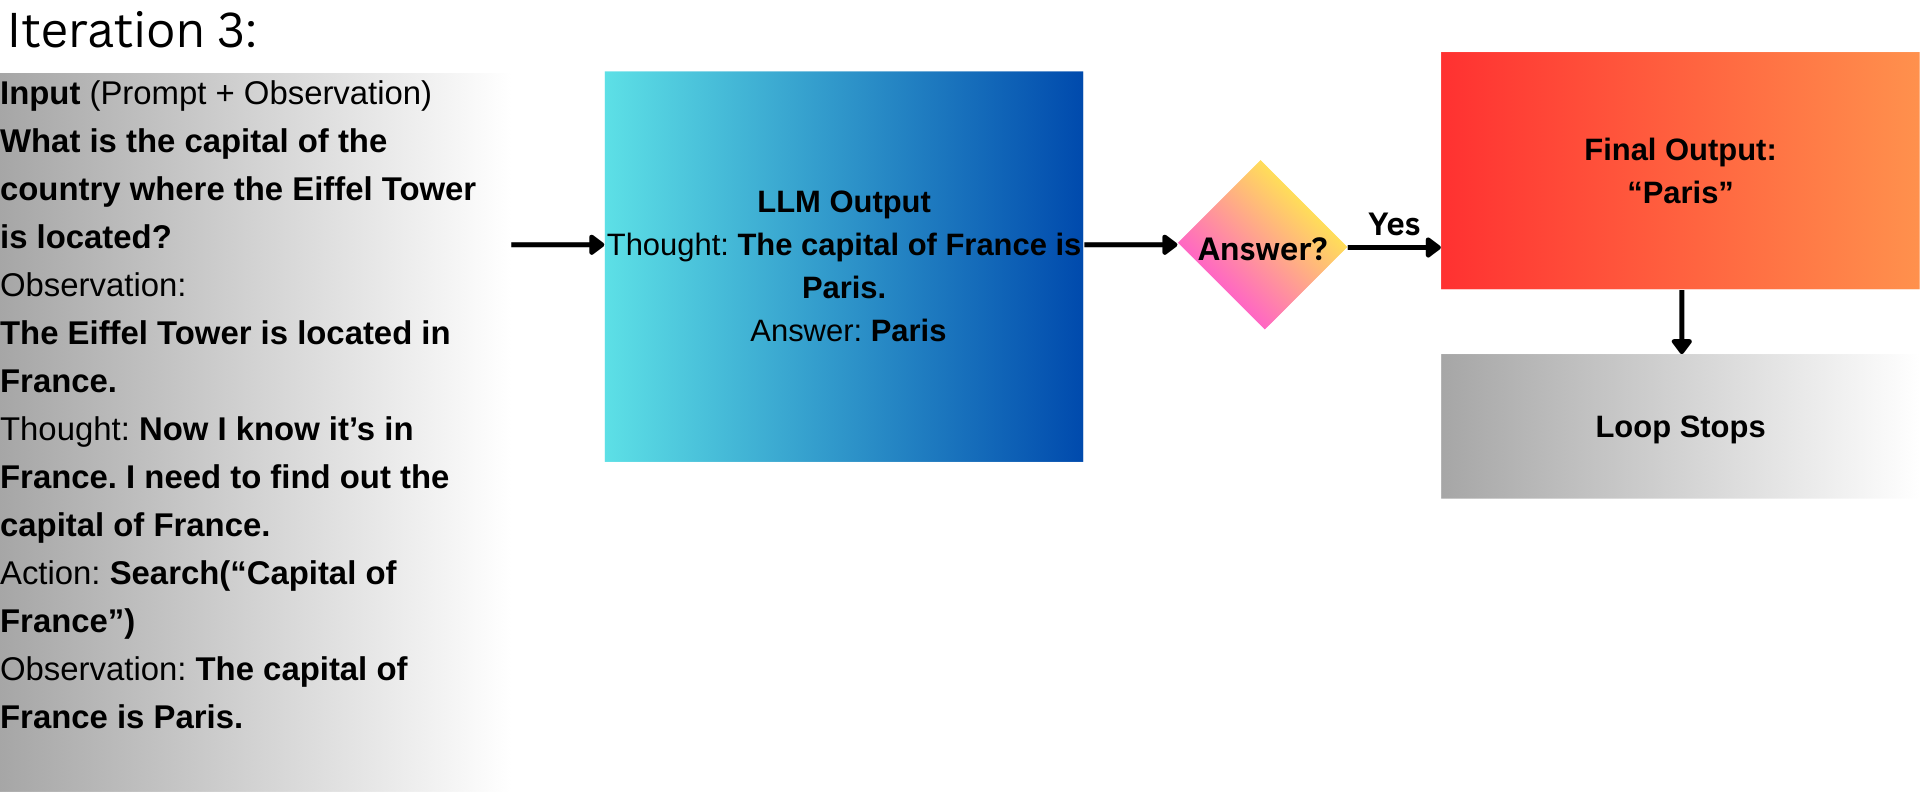 Iteration 3:
Input (Prompt + Observation)
What is the capital of the
country where the Eiffel Tower
is located?
Observation:
The Eiffel Tower is located in
France.
Thought: Now I know it’s in
France. I need to find out the
capital of France.
Action: Search(“Capital of
France”)
Observation: The capital of
France is Paris.
LLM Output
Thought: The capital of France is
Paris.
Answer: Paris
Answer?
Yes
Final Output:
“Paris”
Loop Stops